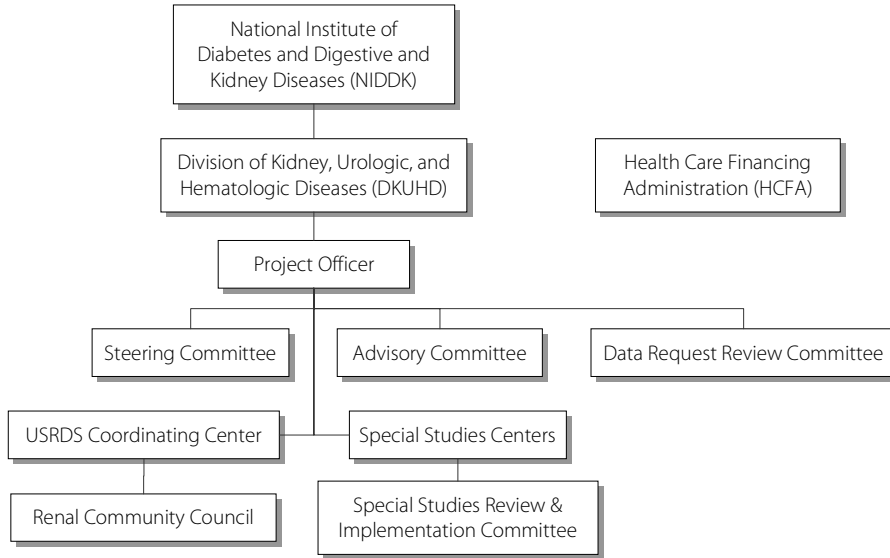 National Institute of
Diabetes and Digestive and
Kidney Diseases (NIDDK)
Division of Kidney, Urologic, and
Hematologic Diseases (DKUHD)
Health Care Financing
Administration (HCFA)
Project Officer
Steering Committee
Advisory Committee
Data Request Review Committee
USRDS Coordinating Center
Special Studies Centers
Renal Community Council
Special Studies Review &
Implementation Committee